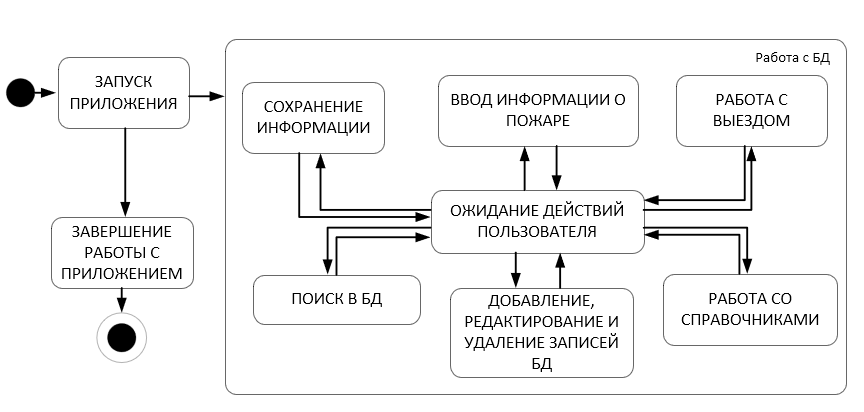 Работа с БД
ЗАПУСК
ПРИЛОЖЕНИЯ
СОХРАНЕНИЕ
ИНФОРМАЦИИ
ВВОД ИНФОРМАЦИИ О
ПОЖАРЕ
РАБОТА С
ВЫЕЗДОМ
ОЖИДАНИЕ ДЕЙСТВИЙ
ПОЛЬЗОВАТЕЛЯ
ЗАВЕРШЕНИЕ
РАБОТЫ С
ПРИЛОЖЕНИЕМ
ПОИСК В БД
ДОБАВЛЕНИЕ,
РЕДАКТИРОВАНИЕ И
УДАЛЕНИЕ ЗАПИСЕЙ
БД
РАБОТА СО
СПРАВОЧНИКАМИ